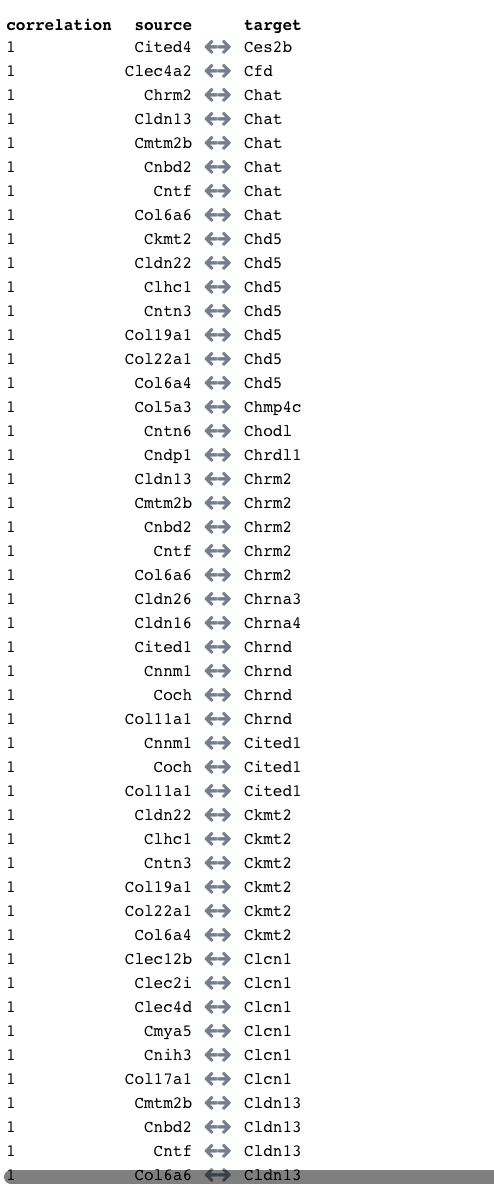 correlation source target
1 Cited4 ↔ Ces2b
1 Clec4a2 ↔ Cfd
1 Chrm2 ↔ Chat
1 Cldn13 ↔ Chat
1 Cmtm2b ↔ Chat
1 Cnbd2 ↔ Chat
1 Cntf ↔ Chat
1 Col6a6 ↔ Chat
1 Ckmt2 ↔ Chd5
1 Cldn22 ↔ Chd5
1 Clhc1 ↔ Chd5
1 Cntn3 ↔ Chd5
1 Col19a1 ↔ Chd5
1 Col22a1 ↔ Chd5
1 Col6a4 ↔ Chd5
1 Col5a3 ↔ Chmp4c
1 Cntn6 ↔ Chodl
1 Cndp1 ↔ Chrdl1
1 Cldn13 ↔ Chrm2
1 Cmtm2b ↔ Chrm2
1 Cnbd2 ↔ Chrm2
1 Cntf ↔ Chrm2
1 Col6a6 ↔ Chrm2
1 Cldn26 ↔ Chrna3
1 Cldn16 ↔ Chrna4
1 Cited1 ↔ Chrnd
1 Cnnm1 ↔ Chrnd
1 Coch ↔ Chrnd
1 Col11a1 ↔ Chrnd
1 Cnnm1 ↔ Cited1
1 Coch ↔ Cited1
1 Col11a1 ↔ Cited1
1 Cldn22 ↔ Ckmt2
1 Clhc1 ↔ Ckmt2
1 Cntn3 ↔ Ckmt2
1 Col19a1 ↔ Ckmt2
1 Col22a1 ↔ Ckmt2
1 Col6a4 ↔ Ckmt2
1 Clec12b ↔ Clcn1
1 Clec2i ↔ Clcn1
1 Clec4d ↔ Clcn1
1 Cmya5 ↔ Clcn1
1 Cnih3 ↔ Clcn1
1 Col17a1 ↔ Clcn1
1 Cmtm2b ↔ Cldn13
1 Cnbd2 ↔ Cldn13
1 Cntf ↔ Cldn13
1 Col6a6 ↔ Cldn13